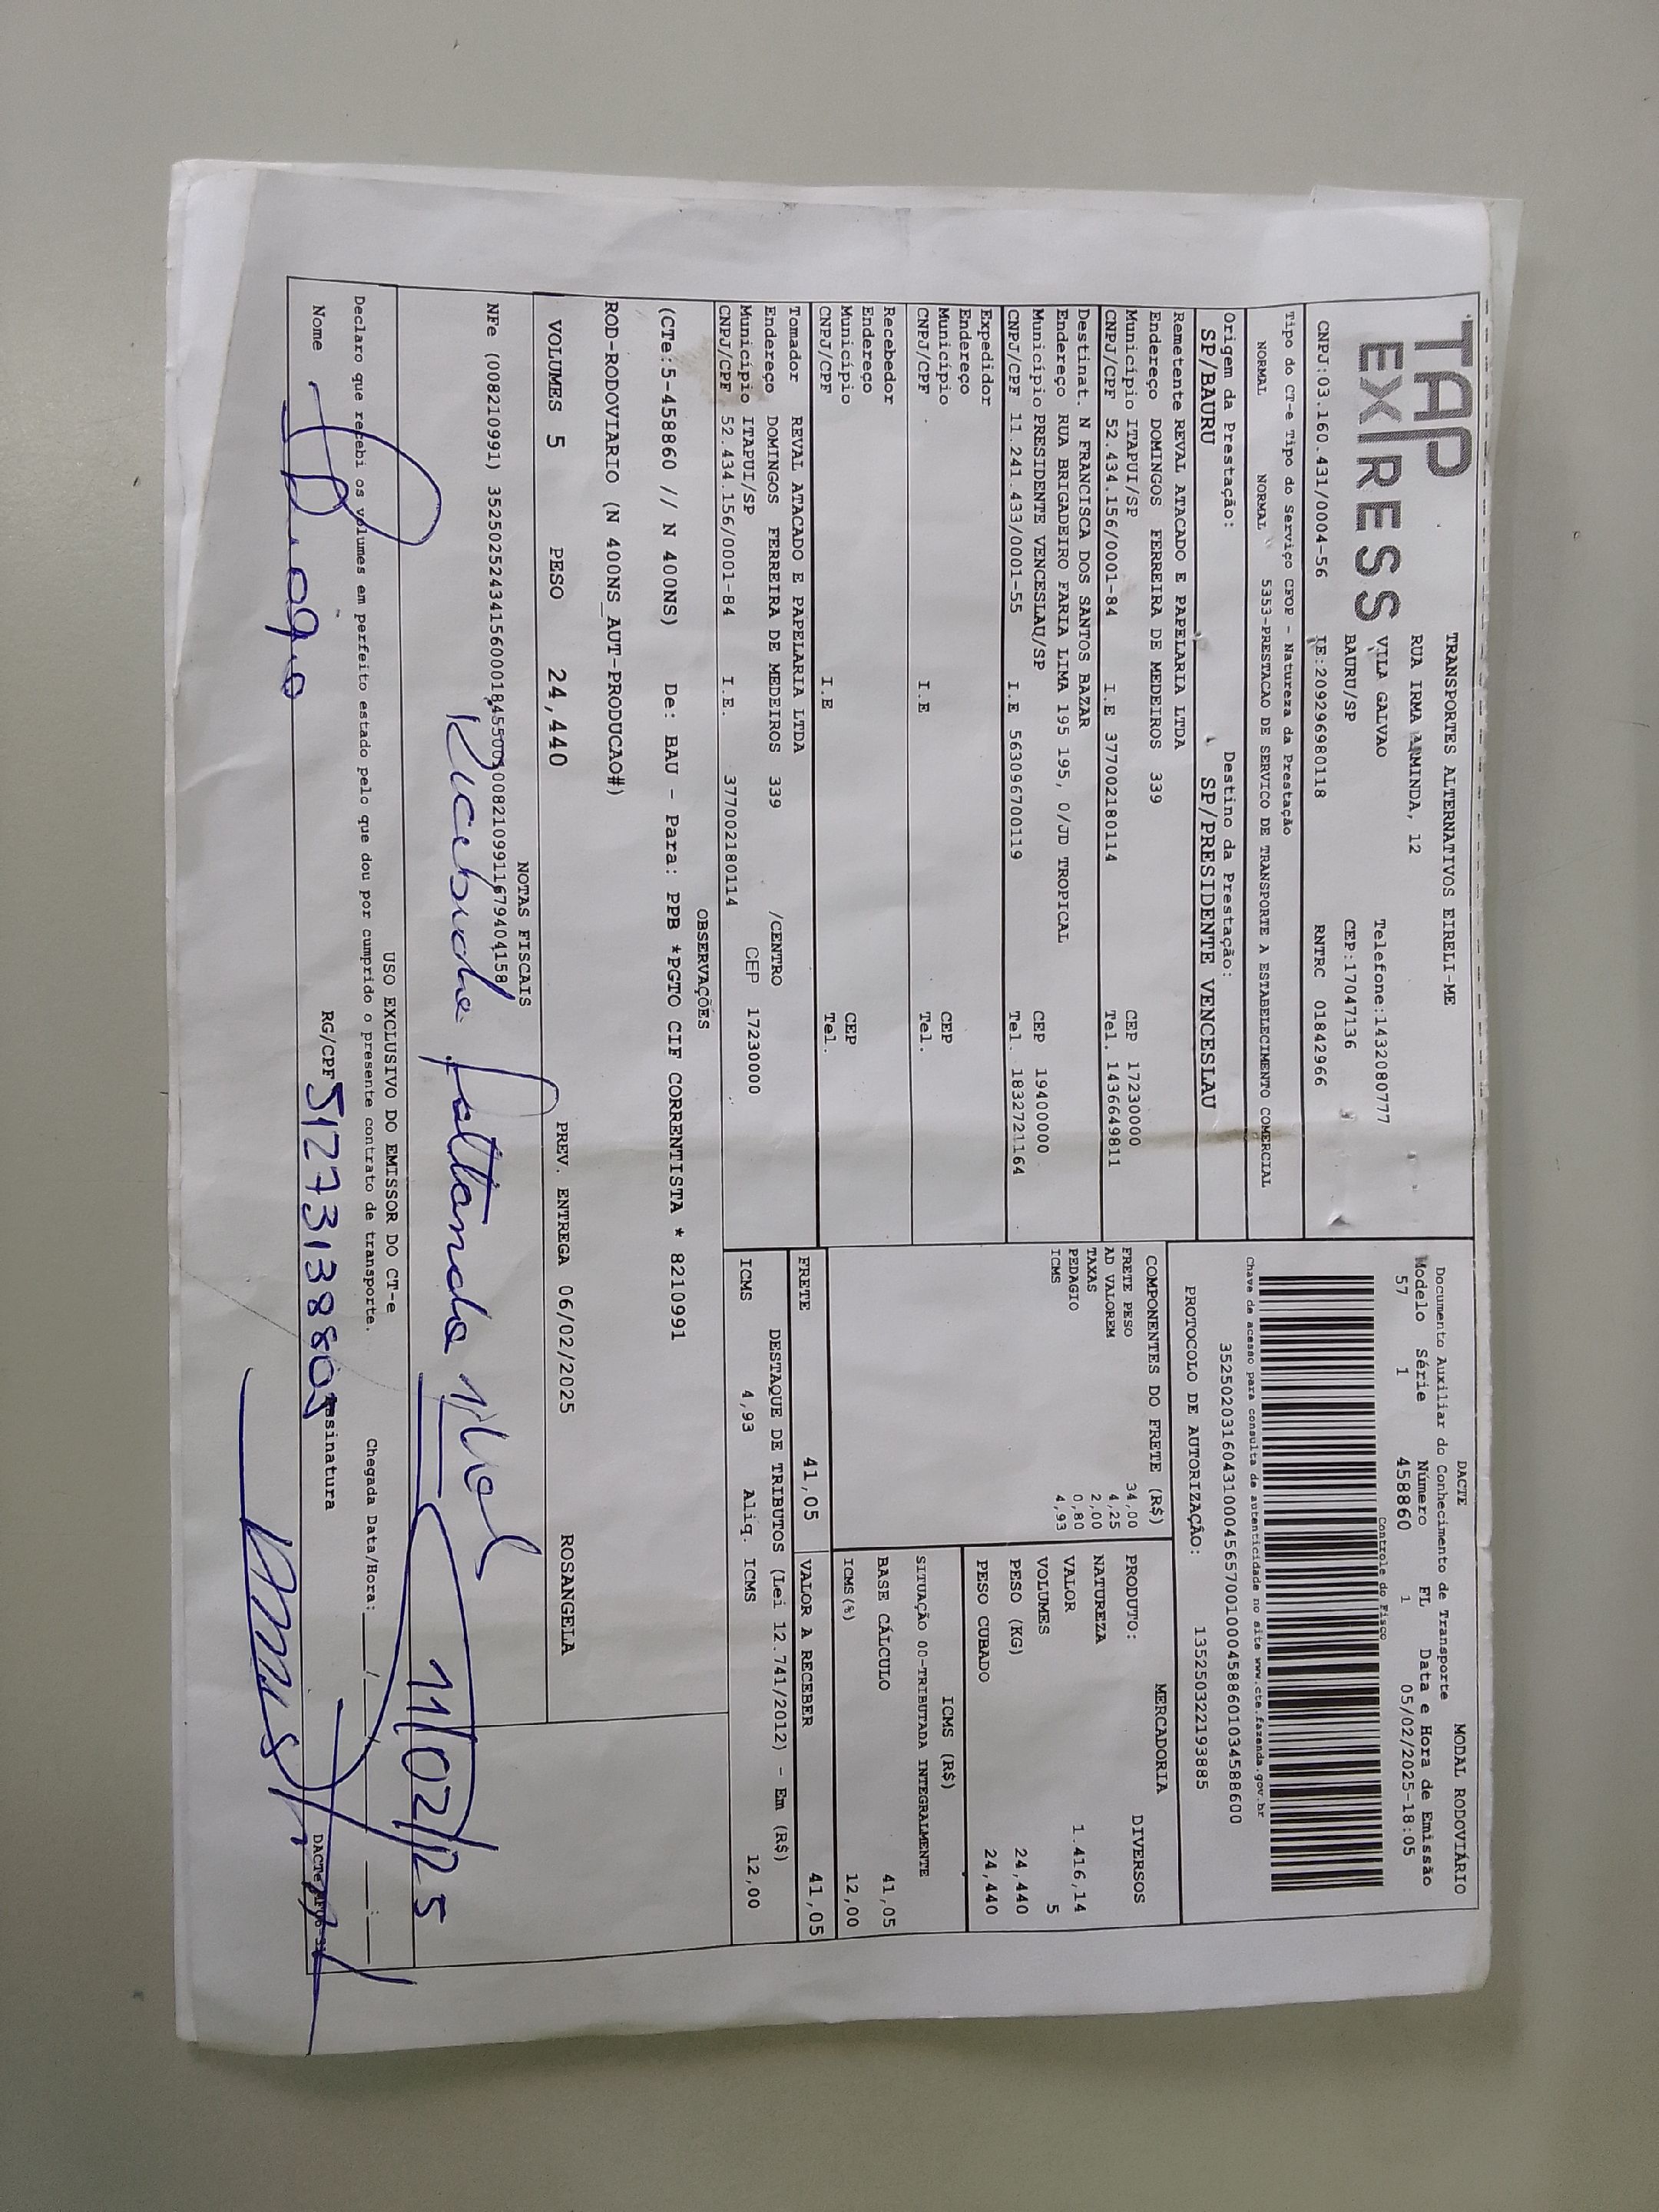 TAP
EXPRESS
TRANSPORTES ALTERNATIVOS EIRELI-ME
RUA IRMA ARMINDA, 12
VILA GALVAO Telefone:1432080777
BAURU/SP CEP:17047136
CNPJ:03.160.431/0004-56 IE:209296980118 RNTRC 01842966
DACTE MODAL RODOVIÁRIO
Documento Auxiliar do Conhecimento de Transporte
Modelo Série Número FL Data e Hora de Emissão
57 1 458860 1 05/02/2025-18:05
Controle do Fisco
Chave de acesso para consulta de autenticidade no site www.cte.fazenda.gov.br
35250203160431000456570010004588601034588600
PROTOCOLO DE AUTORIZAÇÃO: 135250322193885
Tipo do CT-e Tipo do Serviço CFOP - Natureza da Prestação
NORMAL NORMAL 5353-PRESTACAO DE SERVICO DE TRANSPORTE A ESTABELECIMENTO COMERCIAL
Origem da Prestação: Destino da Prestação:
SP/BAURU SP/PRESIDENTE VENCESLAU
Remetente REVAL ATACADO E PAPELARIA LTDA
Endereço DOMINGOS FERREIRA DE MEDEIROS 339
Município ITAPUI/SP CEP 17230000
CNPJ/CPF 52.434.156/0001-84 I.E 377002180114 Tel. 1436649811
Destinat. N FRANCISCA DOS SANTOS BAZAR
Endereço RUA BRIGADEIRO FARIA LIMA 195 195, 0/JD TROPICAL
Município PRESIDENTE VENCESLAU/SP CEP 19400000
CNPJ/CPF 11.241.433/0001-55 I.E 563096700119 Tel. 1832721164
Expedidor
Endereço
Município CEP
CNPJ/CPF I.E Tel.
Recebedor
Endereço
Município CEP
CNPJ/CPF I.E Tel.
Tomador REVAL ATACADO E PAPELARIA LTDA
Endereço DOMINGOS FERREIRA DE MEDEIROS 339 /CENTRO
Município ITAPUI/SP CEP 17230000
CNPJ/CPF 52.434.156/0001-84 I.E. 377002180114
COMPONENTES DO FRETE (R$)
FRETE PESO 34,00
AD VALOREM 4,25
TAXAS 2,00
PEDAGIO 0,80
ICMS 4,93
MERCADORIA
PRODUTO: DIVERSOS
NATUREZA
VALOR 1.416,14
VOLUMES 5
PESO (KG) 24,440
PESO CUBADO 24,440
ICMS (R$)
SITUAÇÃO 00-TRIBUTADA INTEGRALMENTE
BASE CÁLCULO 41,05
ICMS(%) 12,00
FRETE 41,05 VALOR A RECEBER 41,05
DESTAQUE DE TRIBUTOS (Lei 12.741/2012) - Em (R$)
ICMS 4,93 Aliq. ICMS 12,00
OBSERVAÇÕES
(CTe:5-458860 // N 400NS) De: BAU - Para: PPB *PGTO CIF CORRENTISTA * 8210991
ROD-RODOVIARIO (N 400NS_AUT-PRODUCAO#)
VOLUMES 5 PESO 24,440 PREV. ENTREGA 06/02/2025 ROSANGELA
NOTAS FISCAIS
NFe (008210991) 35250252434156000184550010082109911679404158
faltando 1 Vol
11/02/25
USO EXCLUSIVO DO EMISSOR DO CT-e
Declaro que recebi os volumes em perfeito estado pelo que dou por cumprido o presente contrato de transporte. Chegada Data/Hora: / / :
Nome RG/CPF Assinatura